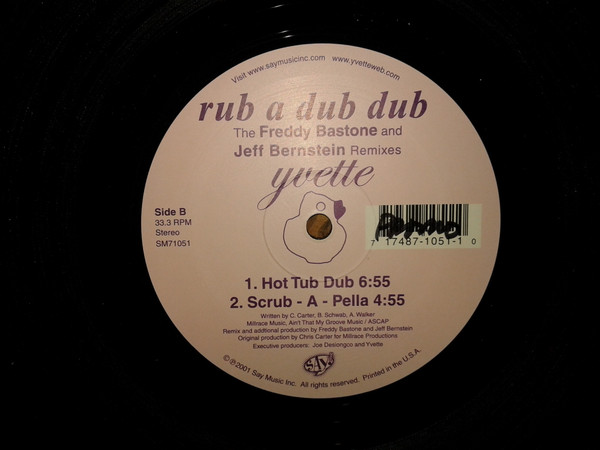 Visit www.saymusicinc.com www.yvetteweb.com
rub a dub dub
The Freddy Bastone and
Jeff Bernstein Remixes
yvette
Side B
33.3 RPM
Stereo
SM71051
7 17487-1051-1 0
1. Hot Tub Dub 6:55
2. Scrub - A - Pella 4:55
Written by C. Carter, B. Schwab, A. Walker
Millrace Music, Ain't That My Groove Music / ASCAP
Remix and additional production by Freddy Bastone and Jeff Bernstein
Original production by Chris Carter for Millrace Productions
Executive producers: Joe Desiongco and Yvette
SAY
℗©2001 Say Music Inc. All rights reserved. Printed in the U.S.A.